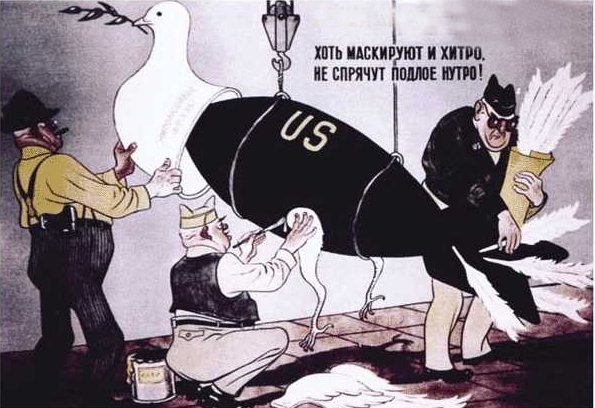 ХОТЬ МАСКИРУЮТ И ХИТРО,
НЕ СПРЯЧУТ ПОДЛОЕ НУТРО!
US